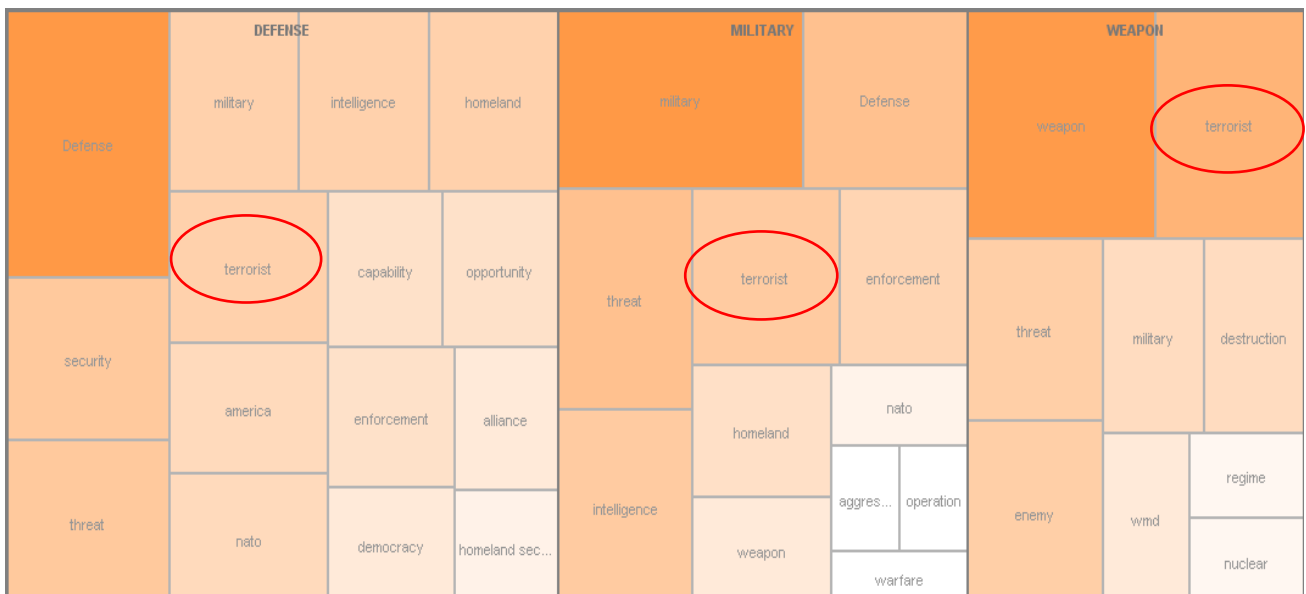 DEFENSE
Defense
military
intelligence
homeland
terrorist
capability
opportunity
security
america
enforcement
alliance
threat
nato
democracy
homeland sec...
MILITARY
military
Defense
threat
terrorist
enforcement
homeland
nato
intelligence
aggres...
operation
weapon
warfare
WEAPON
weapon
terrorist
threat
military
destruction
enemy
wmd
regime
nuclear